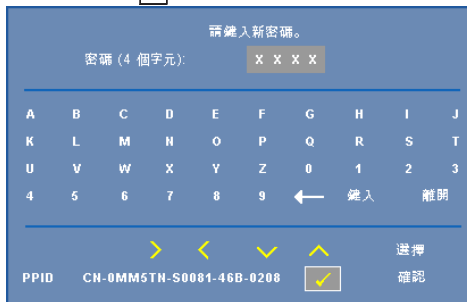 請鍵入新密碼。
密碼 (4 個字元): X X X X
A B C D E F G H I J
K L M N O P Q R S T
U V W X Y Z 0 1 2 3
4 5 6 7 8 9 ← 鍵入 離開
選擇
PPID CN-0MM5TN-S0081-46B-0208 確認